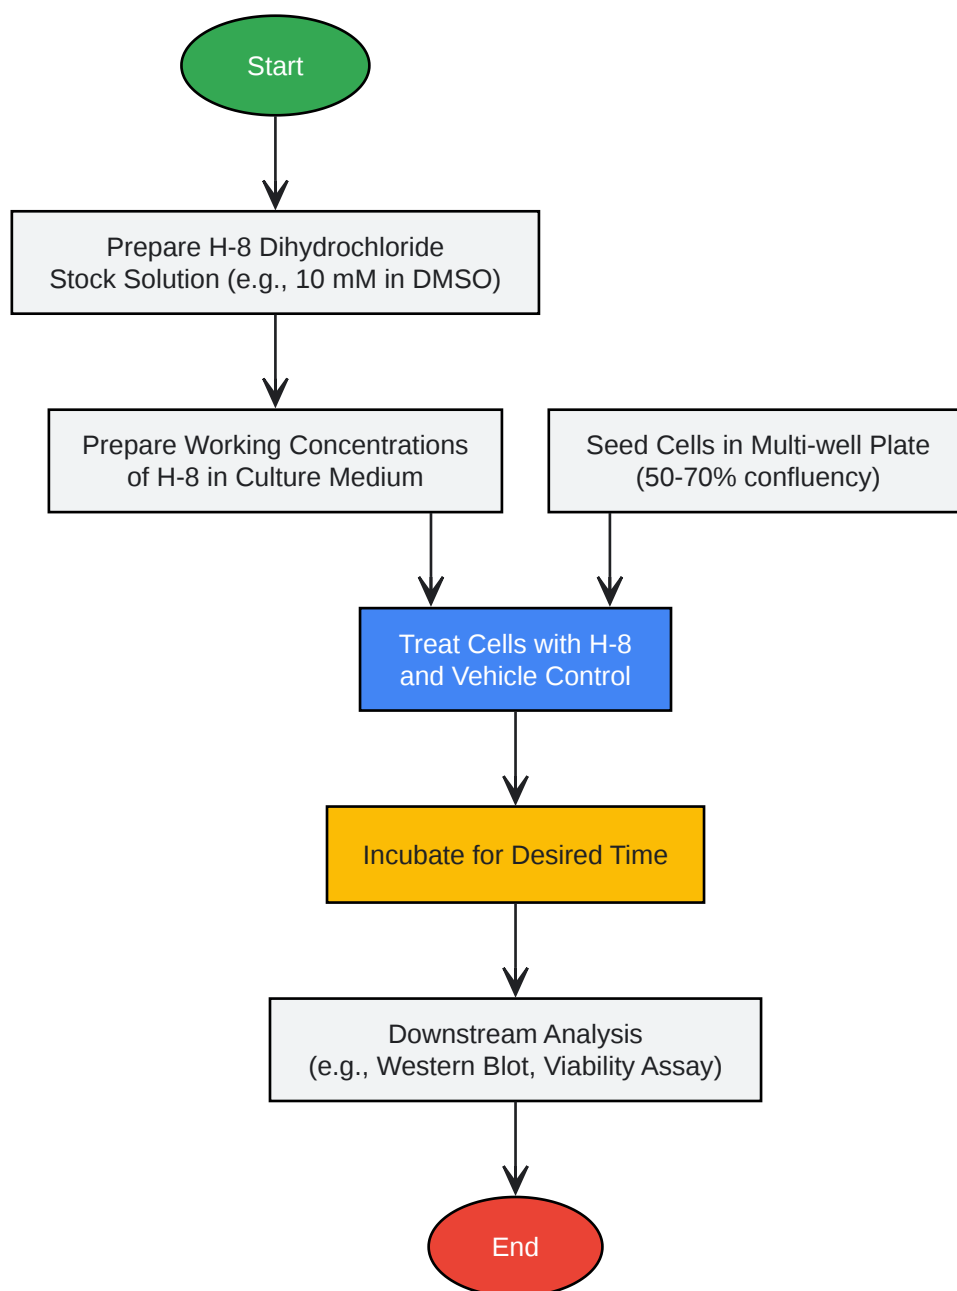 Start
Prepare H-8 Dihydrochloride
Stock Solution (e.g., 10 mM in DMSO)
Prepare Working Concentrations
of H-8 in Culture Medium
Seed Cells in Multi-well Plate
(50-70% confluency)
Treat Cells with H-8
and Vehicle Control
Incubate for Desired Time
Downstream Analysis
(e.g., Western Blot, Viability Assay)
End